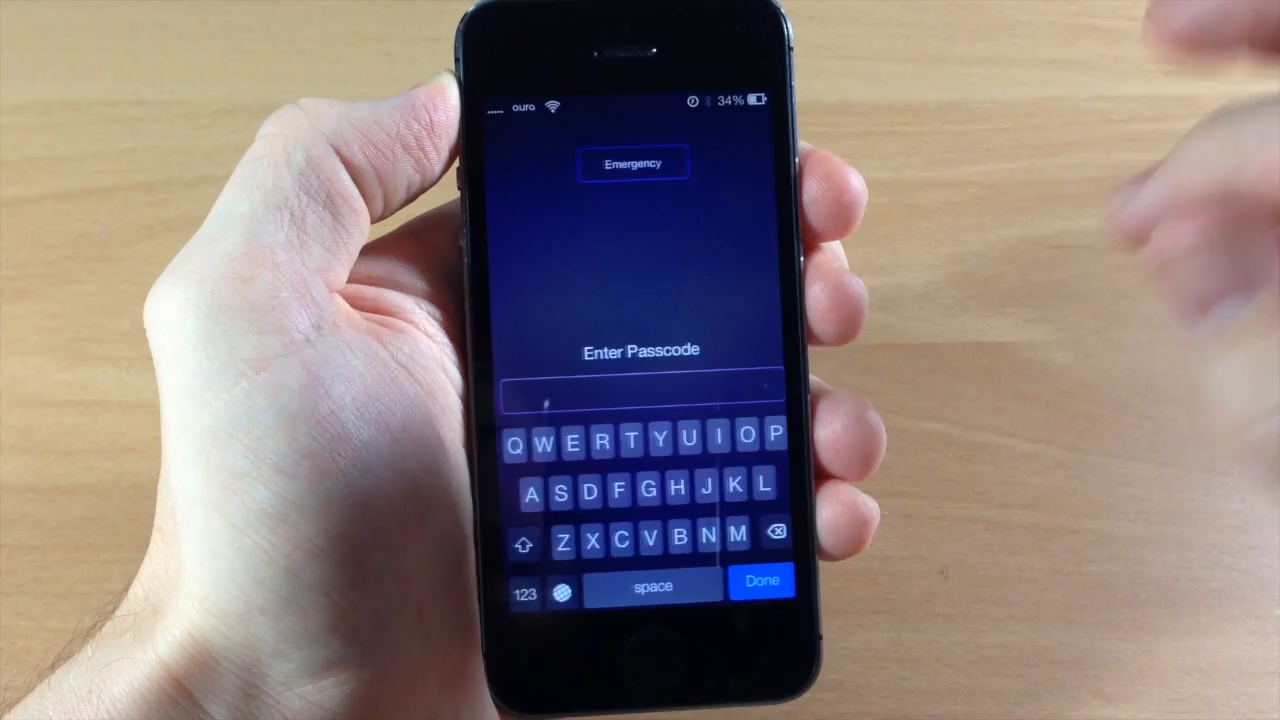 aura 34%
Emergency
Enter Passcode
Q W E R T Y U I O P
A S D F G H J K L
Z X C V B N M
123 space Done